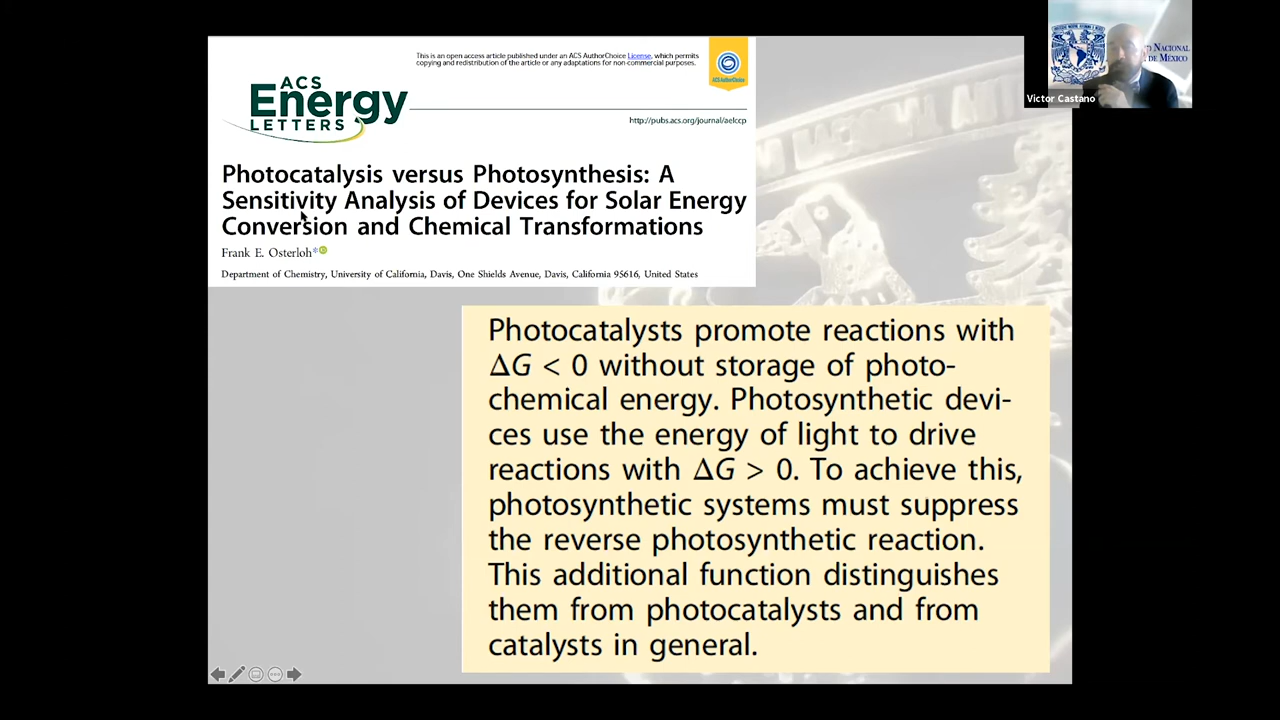 This is an open access article published under an ACS AuthorChoice License, which permits
copying and redistribution of the article or any adaptations for non-commercial purposes.
ACS AuthorChoice
ACS
Energy
LETTERS
http://pubs.acs.org/journal/aelccp
Photocatalysis versus Photosynthesis: A
Sensitivity Analysis of Devices for Solar Energy
Conversion and Chemical Transformations
Frank E. Osterloh*
Department of Chemistry, University of California, Davis, One Shields Avenue, Davis, California 95616, United States
Photocatalysts promote reactions with
ΔG < 0 without storage of photo-
chemical energy. Photosynthetic devi-
ces use the energy of light to drive
reactions with ΔG > 0. To achieve this,
photosynthetic systems must suppress
the reverse photosynthetic reaction.
This additional function distinguishes
them from photocatalysts and from
catalysts in general.
NACIONAL
DE MÉXICO
Victor Castano